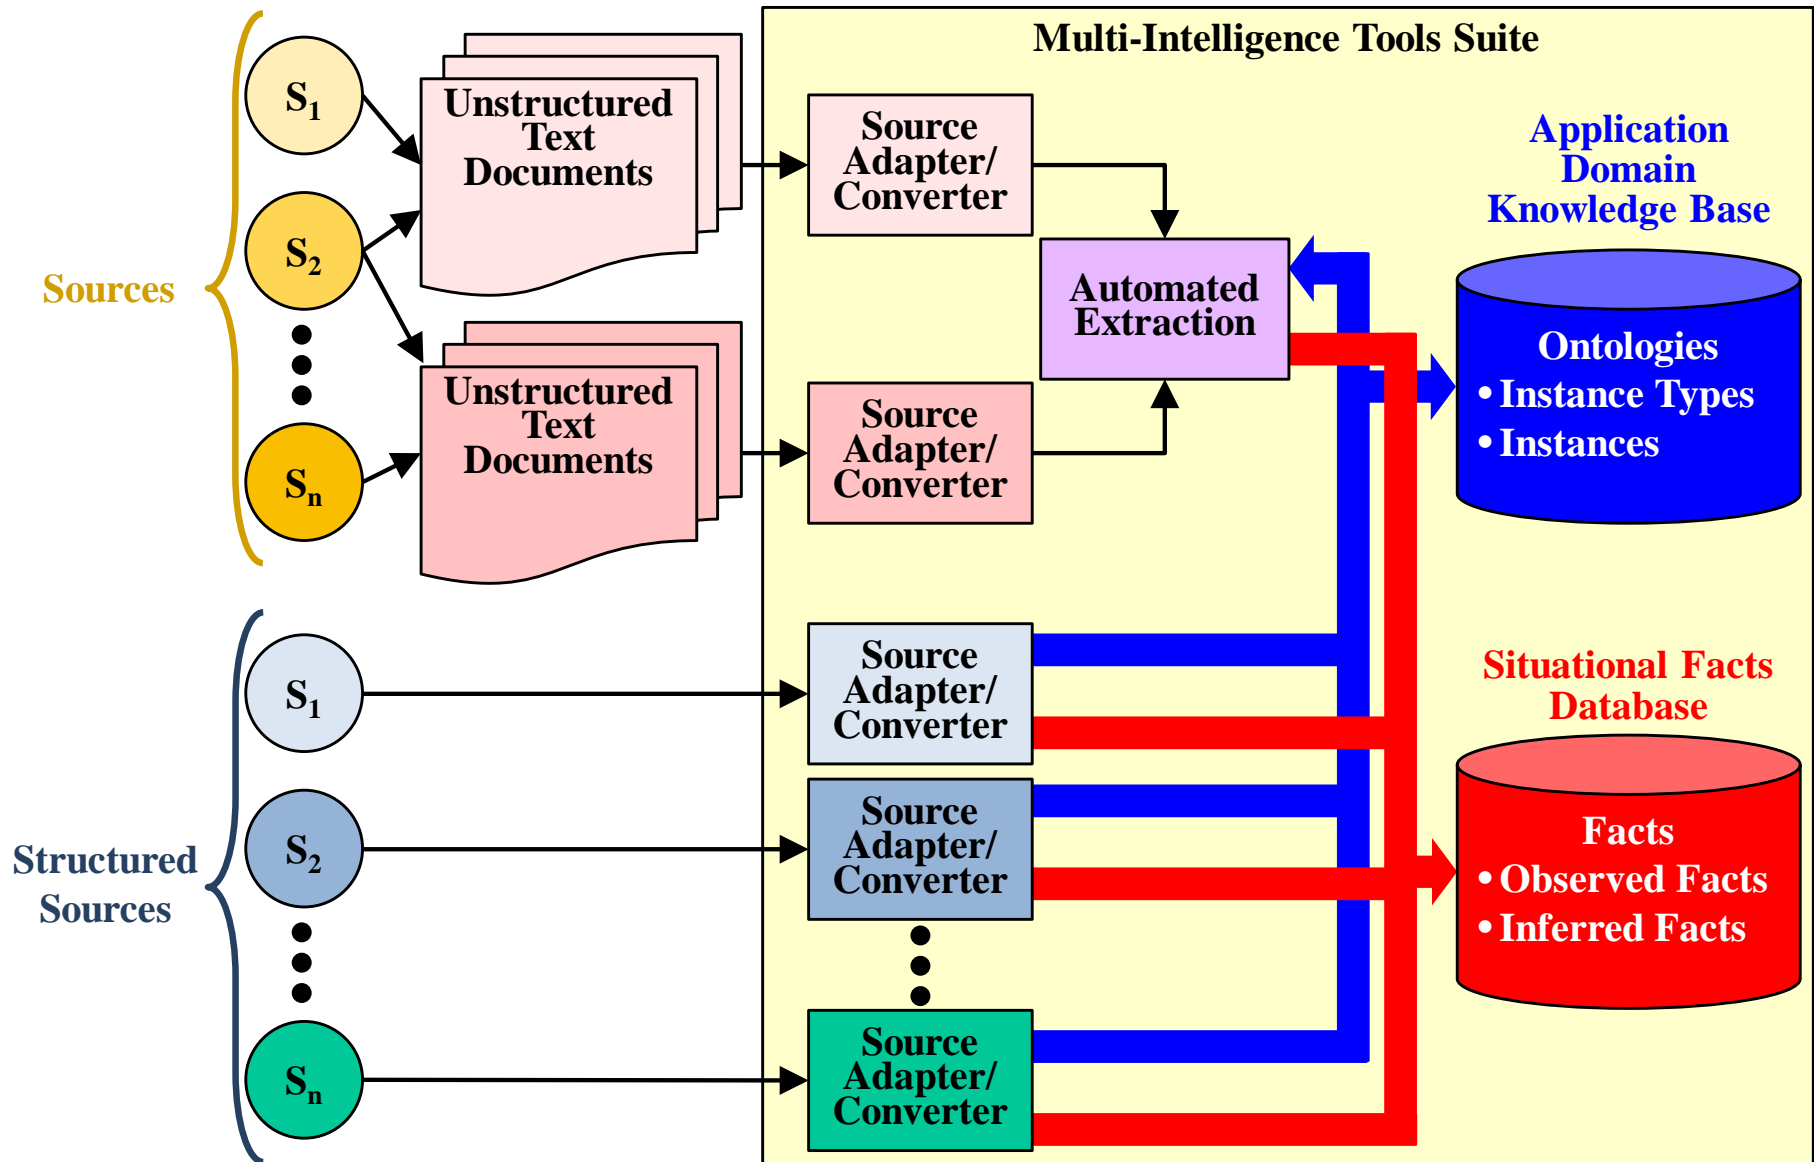 Multi-Intelligence Tools Suite
Sources
S1
S2
Sn
Unstructured
Text
Documents
Unstructured
Text
Documents
Source
Adapter/
Converter
Source
Adapter/
Converter
Automated
Extraction
Application
Domain
Knowledge Base
Ontologies
• Instance Types
• Instances
Structured
Sources
S1
S2
Sn
Source
Adapter/
Converter
Source
Adapter/
Converter
Source
Adapter/
Converter
Situational Facts
Database
Facts
• Observed Facts
• Inferred Facts